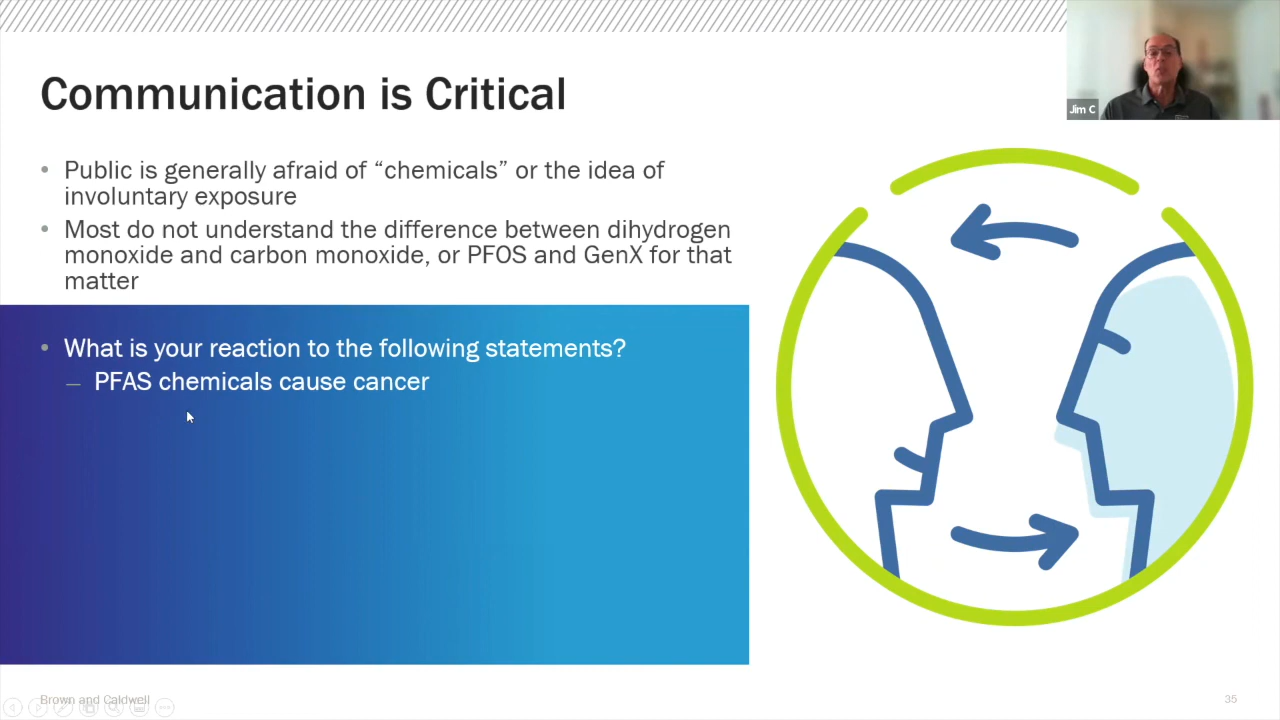 Communication is Critical
Jim C
• Public is generally afraid of “chemicals” or the idea of
involuntary exposure
• Most do not understand the difference between dihydrogen
monoxide and carbon monoxide, or PFOS and GenX for that
matter
• What is your reaction to the following statements?
– PFAS chemicals cause cancer
Brown and Caldwell
35